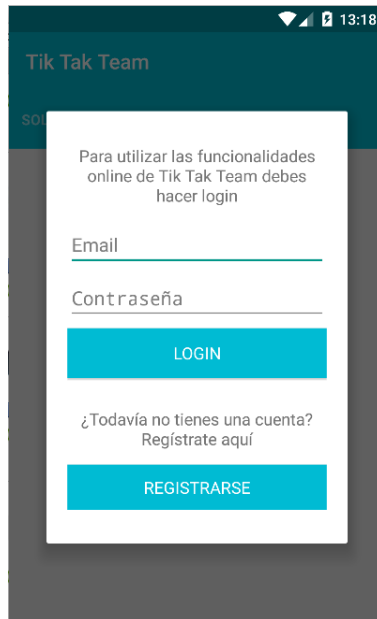 13:18
Tik Tak Team
Para utilizar las funcionalidades
online de Tik Tak Team debes
hacer login
Email
Contraseña
LOGIN
¿Todavía no tienes una cuenta?
Regístrate aquí
REGISTRARSE